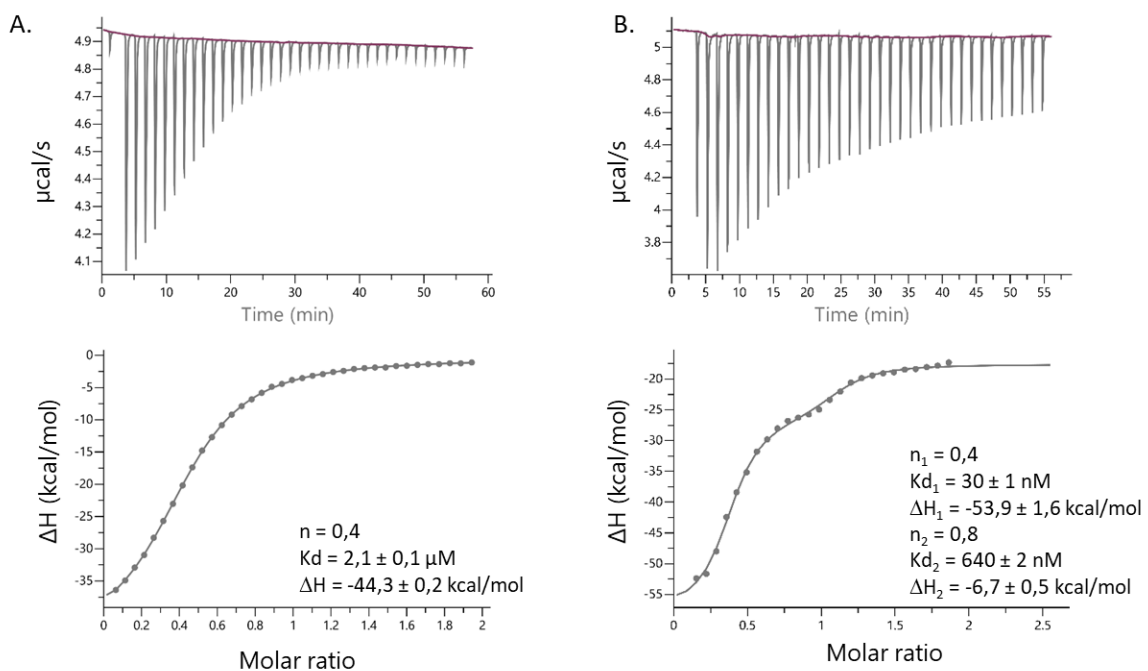 A.
4.9
4.8
4.7
4.6
4.5
4.4
4.3
4.2
4.1
µcal/s
0 10 20 30 40 50 60
Time (min)
0
-5
-10
-15
-20
-25
-30
-35
ΔH (kcal/mol)
n = 0,4
Kd = 2,1 ± 0,1 µM
ΔH = -44,3 ± 0,2 kcal/mol
0 0.2 0.4 0.6 0.8 1 1.2 1.4 1.6 1.8 2
Molar ratio
B.
5
4.8
4.6
4.4
4.2
4
3.8
µcal/s
0 5 10 15 20 25 30 35 40 45 50 55
Time (min)
-20
-25
-30
-35
-40
-45
-50
-55
ΔH (kcal/mol)
n₁ = 0,4
Kd₁ = 30 ± 1 nM
ΔH₁ = -53,9 ± 1,6 kcal/mol
n₂ = 0,8
Kd₂ = 640 ± 2 nM
ΔH₂ = -6,7 ± 0,5 kcal/mol
0 0.5 1 1.5 2 2.5
Molar ratio